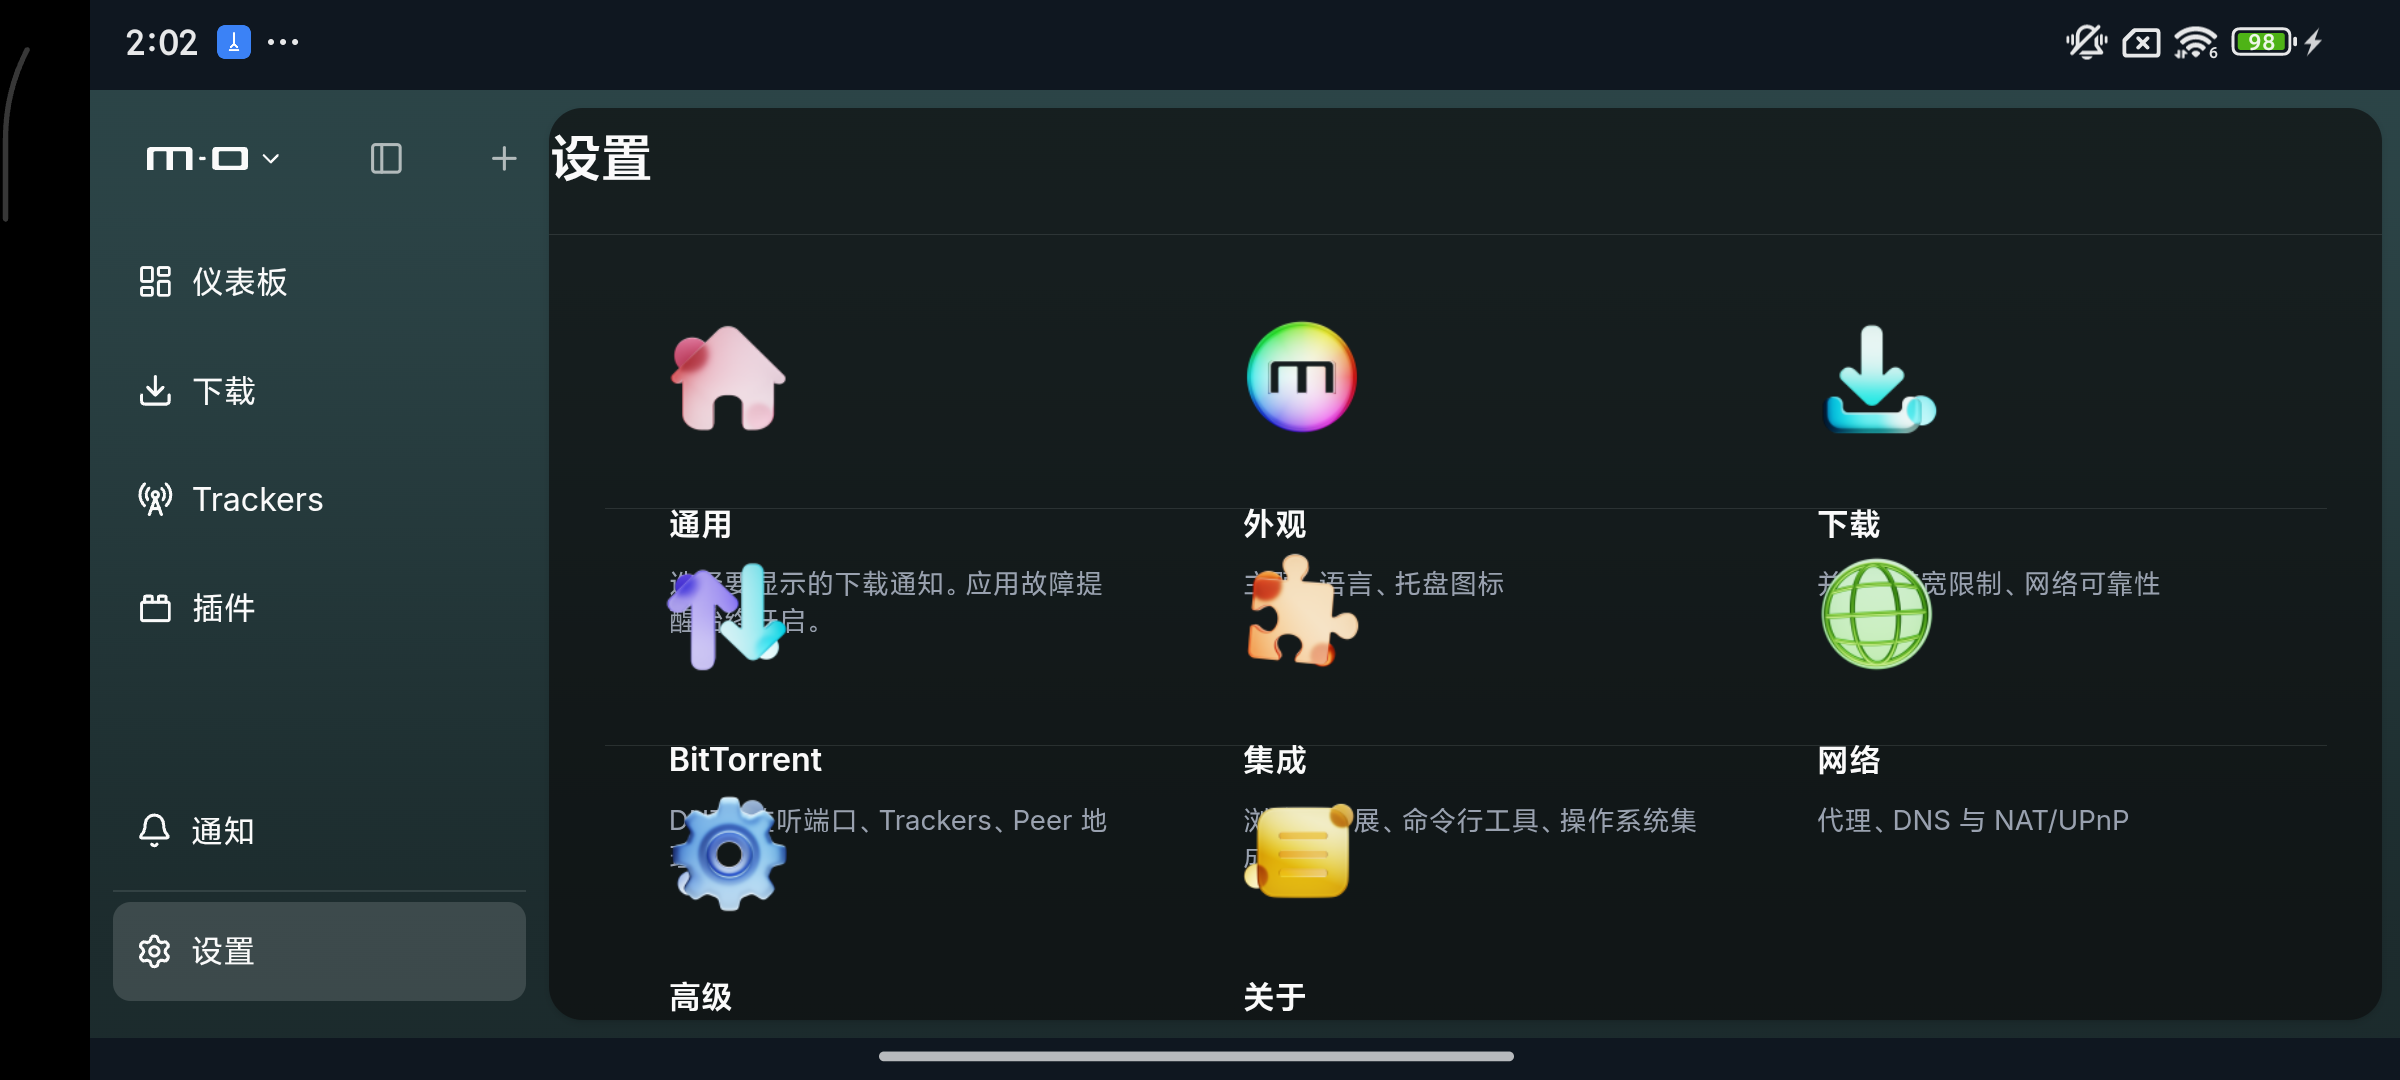 2:02
6
98
m-o
设置
仪表板
下载
Trackers
插件
通知
设置
m
通用
外观
下载
显示的下载通知。应用故障提
醒 开启。
语言、托盘图标
宽限制、网络可靠性
BitTorrent
集成
网络
听端口、Trackers、Peer 地
展、命令行工具、操作系统集
代理、DNS 与 NAT/UPnP
高级
关于